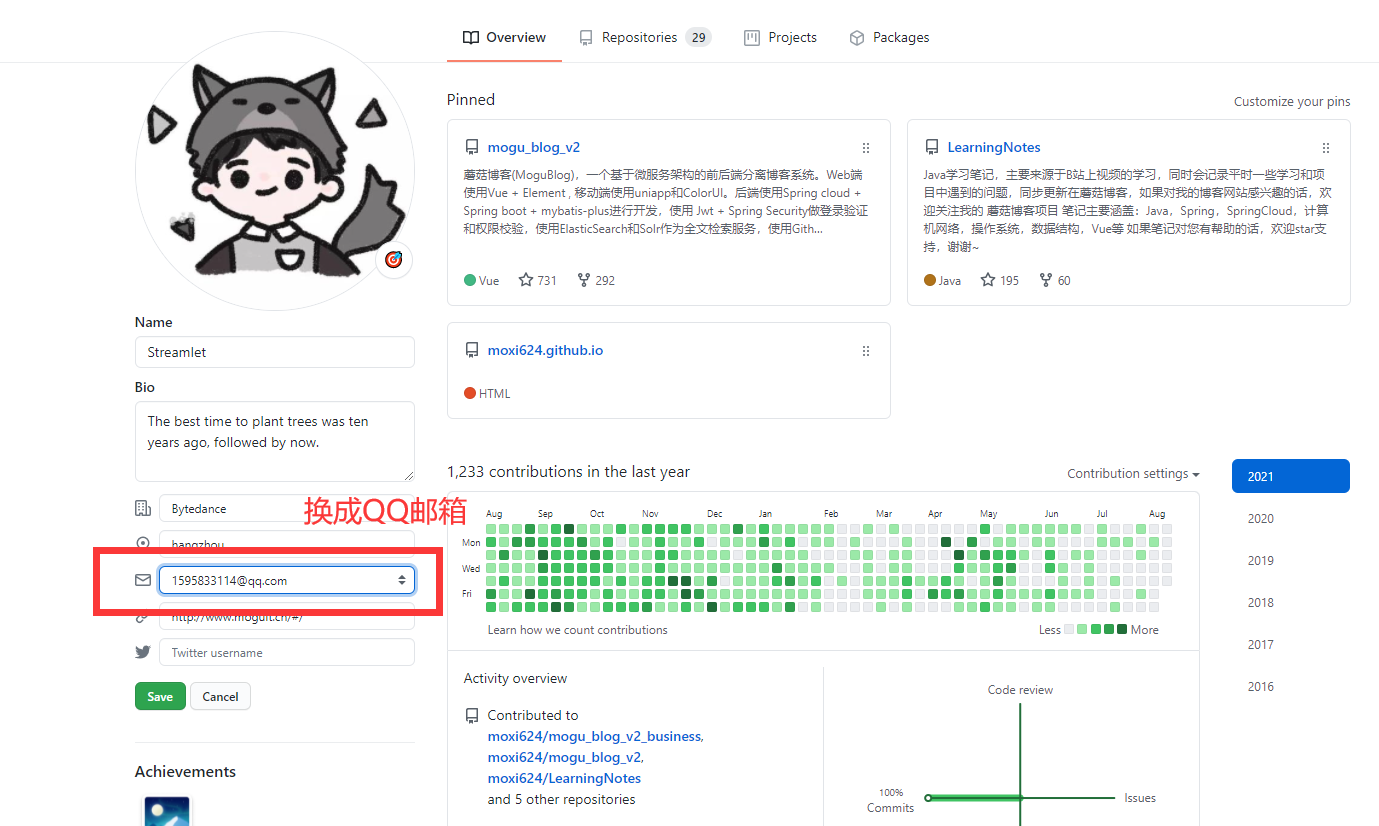 Overview
Repositories 29
Projects
Packages
Pinned
Customize your pins
mogu_blog_v2
蘑菇博客(MoguBlog)，一个基于微服务架构的前后端分离博客系统。Web端
使用Vue + Element , 移动端使用uniapp和ColorUI。后端使用Spring cloud +
Spring boot + mybatis-plus进行开发，使用 Jwt + Spring Security做登录验证
和权限校验，使用ElasticSearch和Solr作为全文检索服务，使用Gith...
Vue 731 292
LearningNotes
Java学习笔记，主要来源于B站上视频的学习，同时会记录平时一些学习和项
目中遇到的问题，同步更新在蘑菇博客，如果对我的博客网站感兴趣的话，欢
迎关注我的 蘑菇博客项目 笔记主要涵盖：Java，Spring，SpringCloud，计算
机网络，操作系统，数据结构，Vue等 如果笔记对您有帮助的话，欢迎star支
持，谢谢~
Java 195 60
moxi624.github.io
HTML
Name
Streamlet
Bio
The best time to plant trees was ten
years ago, followed by now.
Bytedance
换成QQ邮箱
hangzhou
1595833114@qq.com
http://www.moguit.cn/#/
Twitter username
Save
Cancel
Achievements
1,233 contributions in the last year
Contribution settings
Aug Sep Oct Nov Dec Jan Feb Mar Apr May Jun Jul Aug
Mon
Wed
Fri
Learn how we count contributions
Less
More
2021
2020
2019
2018
2017
2016
Activity overview
Contributed to
moxi624/mogu_blog_v2_business,
moxi624/mogu_blog_v2,
moxi624/LearningNotes
and 5 other repositories
Code review
100%
Commits
Issues